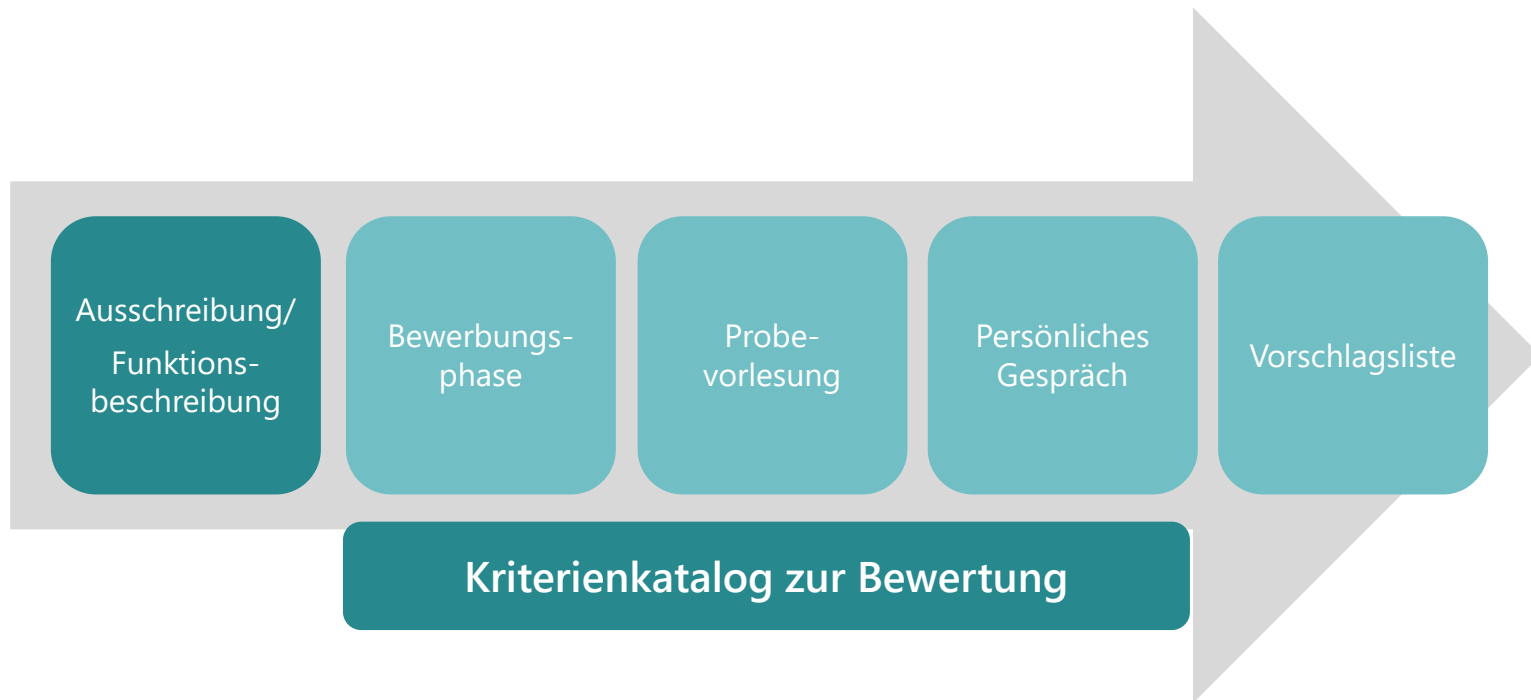 Ausschreibung/
Funktions-
beschreibung
Bewerbungs-
phase
Probe-
vorlesung
Persönliches
Gespräch
Vorschlagsliste
Kriterienkatalog zur Bewertung